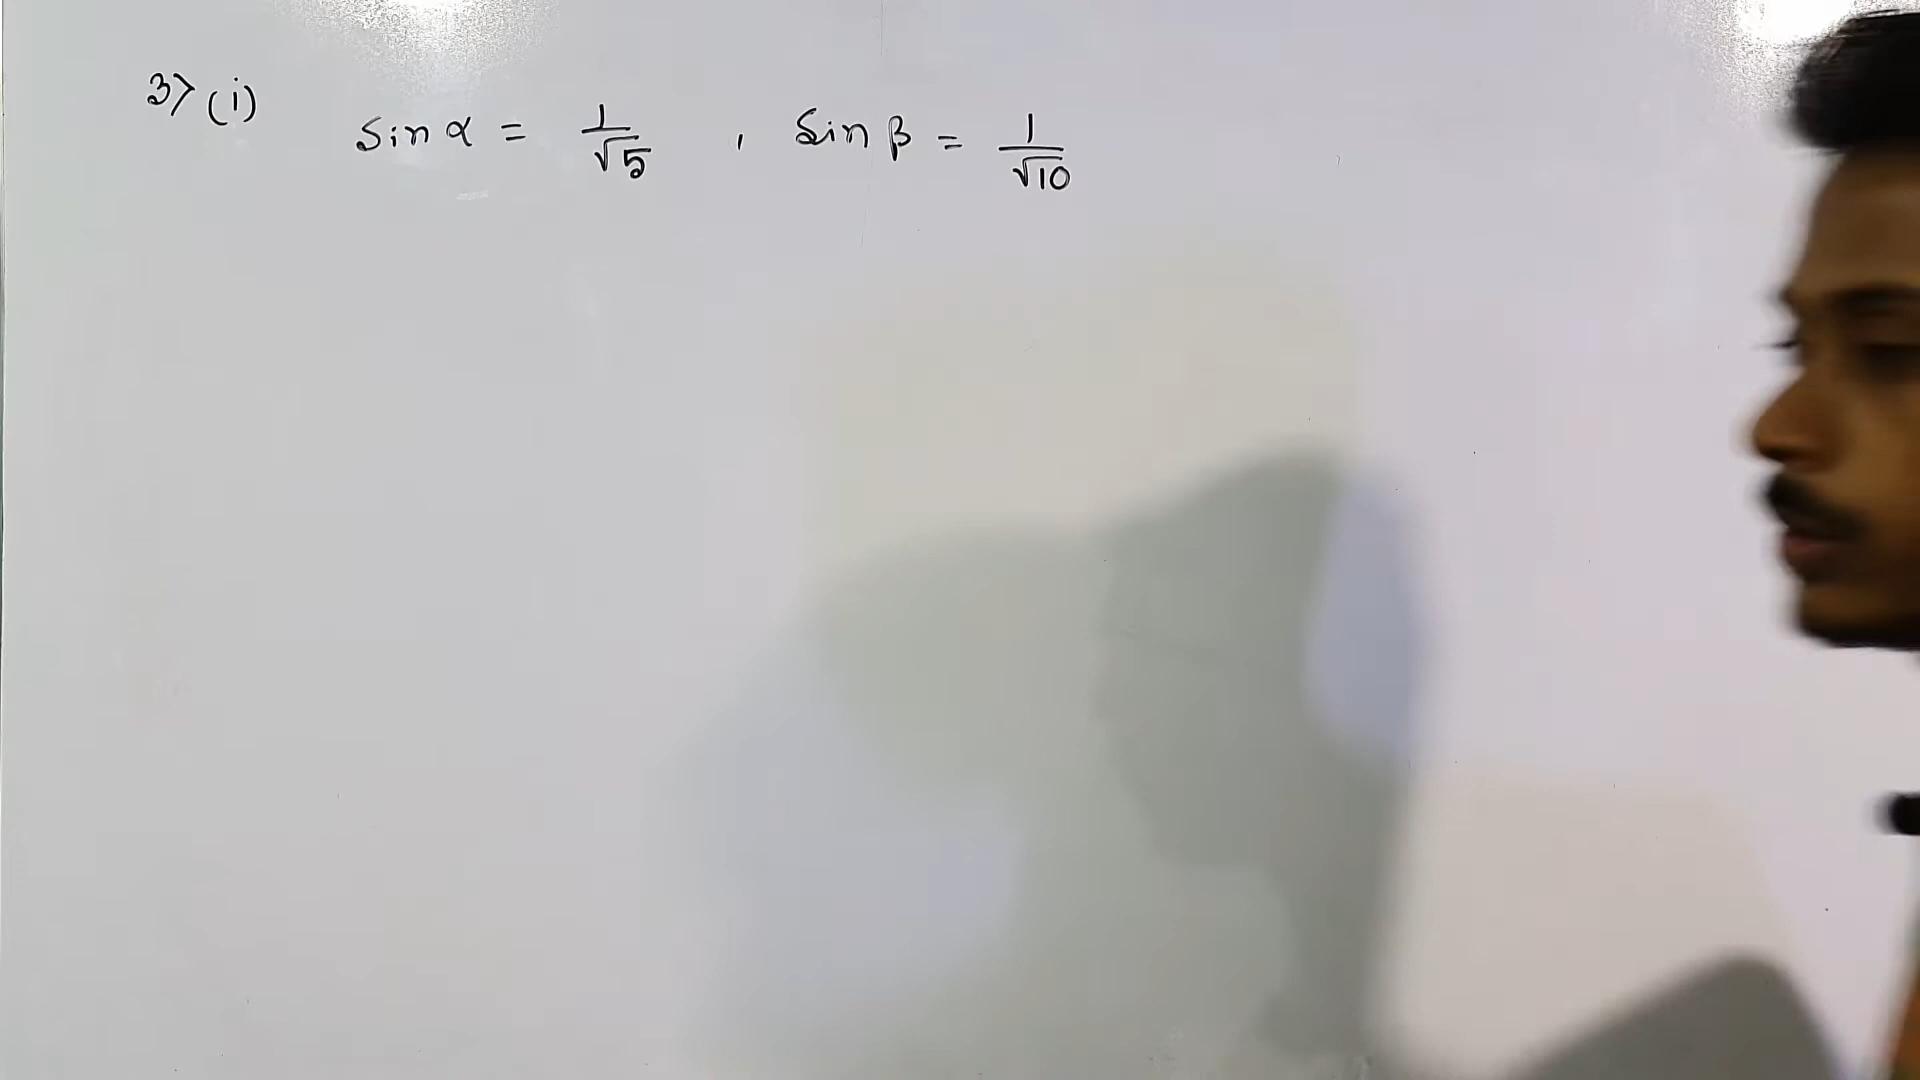 3> (i) sin α = 1/√5 , sin β = 1/√10